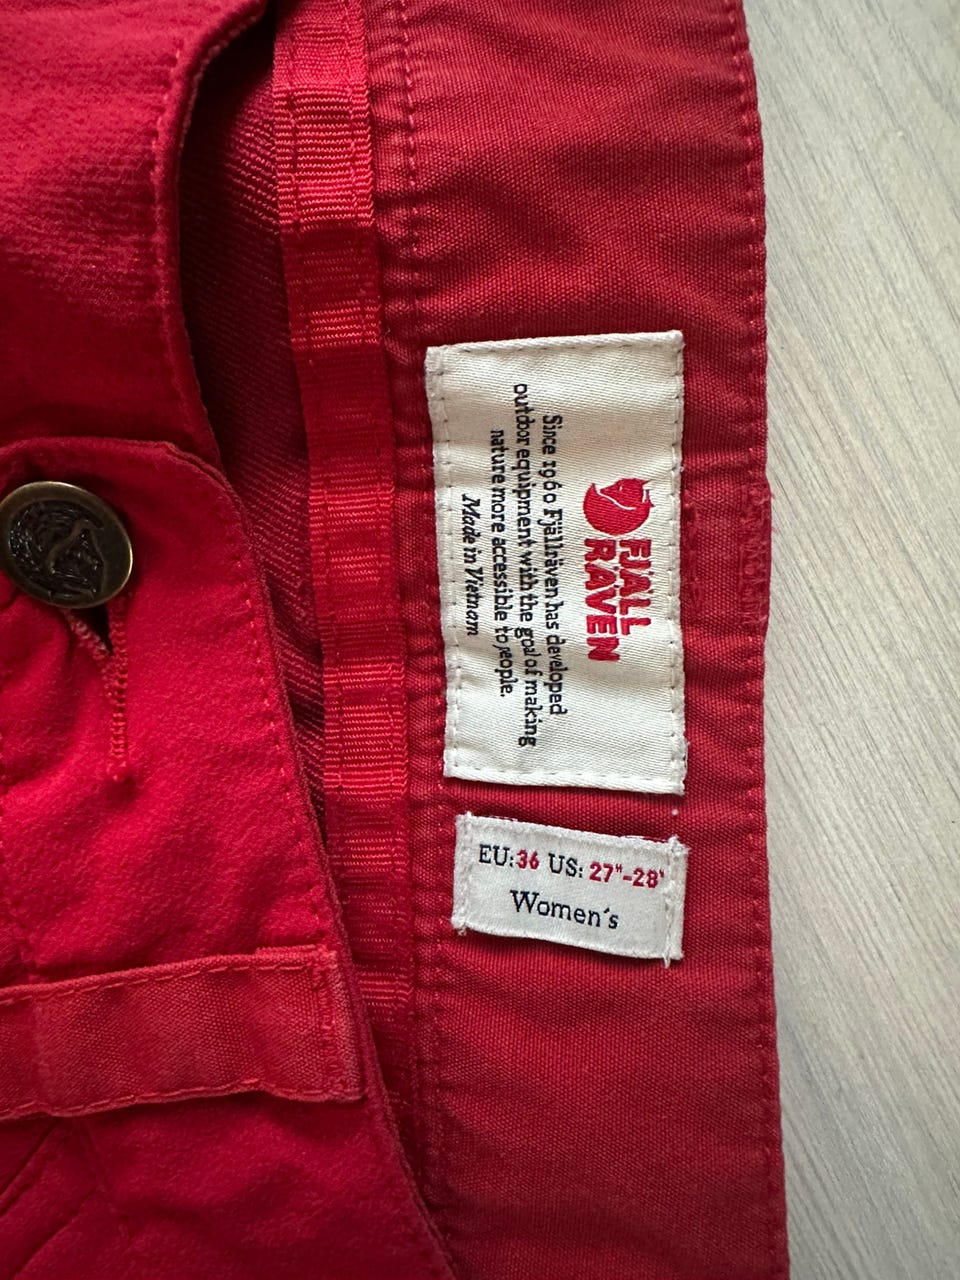 FJÄLL
RÄVEN
Since 1960 Fjällräven has developed
outdoor equipment with the goal of making
nature more accessible to people.
Made in Vietnam
EU:36 US: 27"-28"
Women's